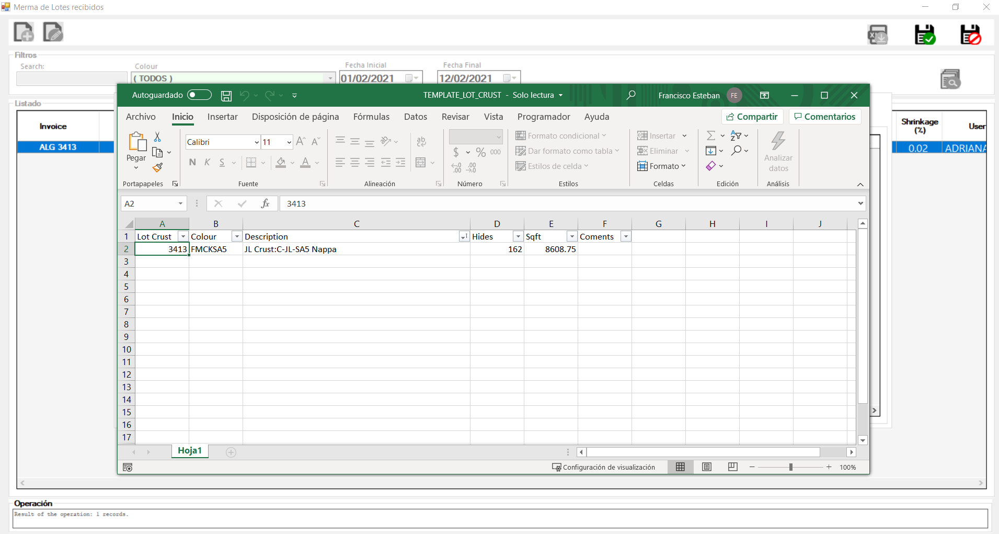 Merma de Lotes recibidos
Filtros
Search:
Colour
Fecha Inicial
Fecha Final
( TODOS )
01/02/2021
12/02/2021
Listado
Invoice
Shrinkage
(%)
User
ALG 3413
0.02
ADRIANA
Autoguardado
TEMPLATE_LOT_CRUST - Solo lectura
Francisco Esteban
FE
Archivo
Inicio
Insertar
Disposición de página
Fórmulas
Datos
Revisar
Vista
Programador
Ayuda
Compartir
Comentarios
Pegar
Portapapeles
Calibri
11
N K S
Fuente
ab
Alineación
$ % 000
Número
Formato condicional
Dar formato como tabla
Estilos de celda
Estilos
Insertar
Eliminar
Formato
Celdas
Edición
Analizar
datos
Análisis
A2
fx
3413
A B C D E F G H I J
1 Lot Crust Colour Description Hides Sqft Coments
2 3413 FMCKSA5 JL Crust:C-JL-SA5 Nappa 162 8608.75
3
4
5
6
7
8
9
10
11
12
13
14
15
16
17
Hoja1
Configuración de visualización
100%
Operación
Result of the operation: 1 records.